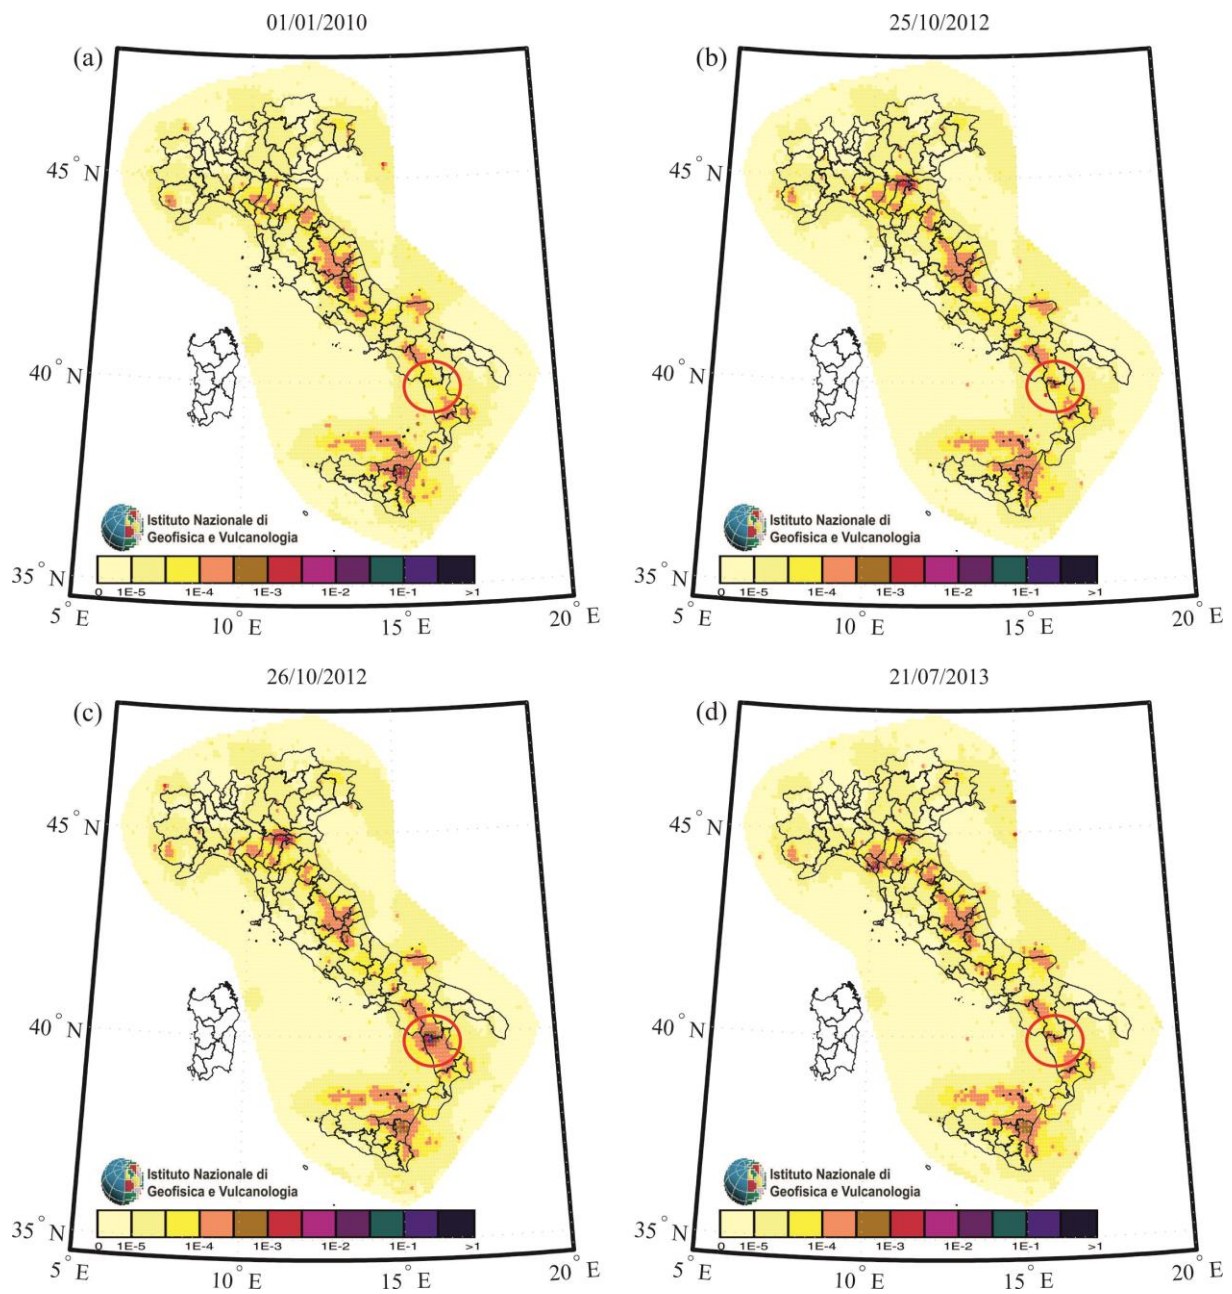 01/01/2010
25/10/2012
(a)
(b)
45° N
45° N
40° N
40° N
Istituto Nazionale di
Geofisica e Vulcanologia
Istituto Nazionale di
Geofisica e Vulcanologia
0 1E-5 1E-4 1E-3 1E-2 1E-1 >1
0 1E-5 1E-4 1E-3 1E-2 1E-1 >1
35° N
35° N
5° E
10° E
15° E
20° E
5° E
10° E
15° E
20° E
26/10/2012
21/07/2013
(c)
(d)
45° N
45° N
40° N
40° N
Istituto Nazionale di
Geofisica e Vulcanologia
Istituto Nazionale di
Geofisica e Vulcanologia
0 1E-5 1E-4 1E-3 1E-2 1E-1 >1
0 1E-5 1E-4 1E-3 1E-2 1E-1 >1
35° N
35° N
5° E
10° E
15° E
20° E
5° E
10° E
15° E
20° E